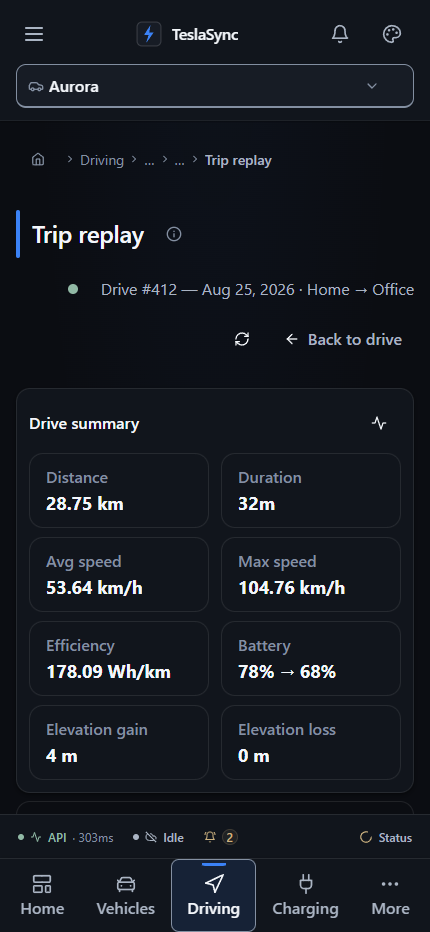 TeslaSync
Aurora
Driving
...
...
Trip replay
Trip replay
Drive #412 — Aug 25, 2026 · Home → Office
Back to drive
Drive summary
Distance
28.75 km
Duration
32m
Avg speed
53.64 km/h
Max speed
104.76 km/h
Efficiency
178.09 Wh/km
Battery
78% → 68%
Elevation gain
4 m
Elevation loss
0 m
API · 303ms
Idle
2
Status
Home
Vehicles
Driving
Charging
More